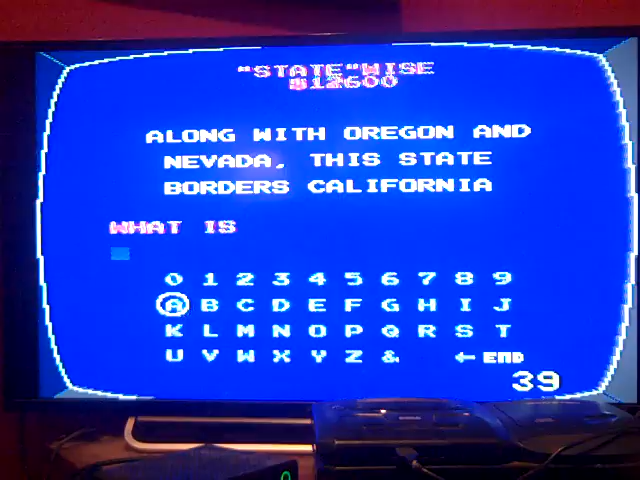 "STATE"WISE
$12600
ALONG WITH OREGON AND
NEVADA, THIS STATE
BORDERS CALIFORNIA
WHAT IS
0 1 2 3 4 5 6 7 8 9
A B C D E F G H I J
K L M N O P Q R S T
U V W X Y Z & ← END
39